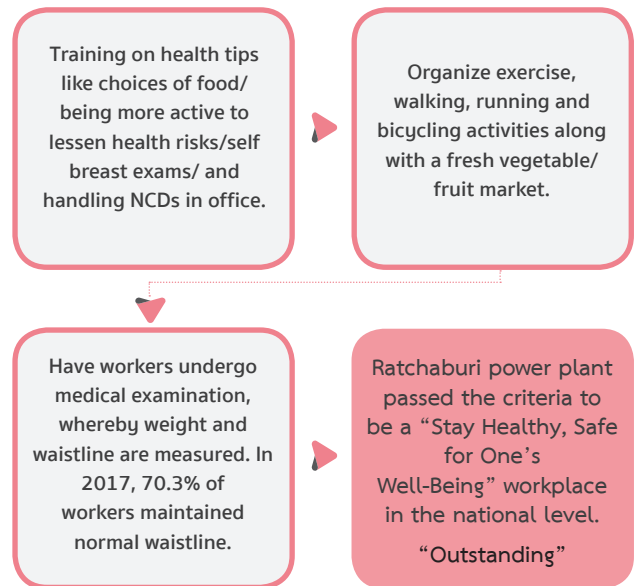 Training on health tips
like choices of food/
being more active to
lessen health risks/self
breast exams/ and
handling NCDs in office.
Organize exercise,
walking, running and
bicycling activities along
with a fresh vegetable/
fruit market.
Have workers undergo
medical examination,
whereby weight and
waistline are measured. In
2017, 70.3% of
workers maintained
normal waistline.
Ratchaburi power plant
passed the criteria to
be a “Stay Healthy, Safe
for One’s
Well-Being” workplace
in the national level.
“Outstanding”